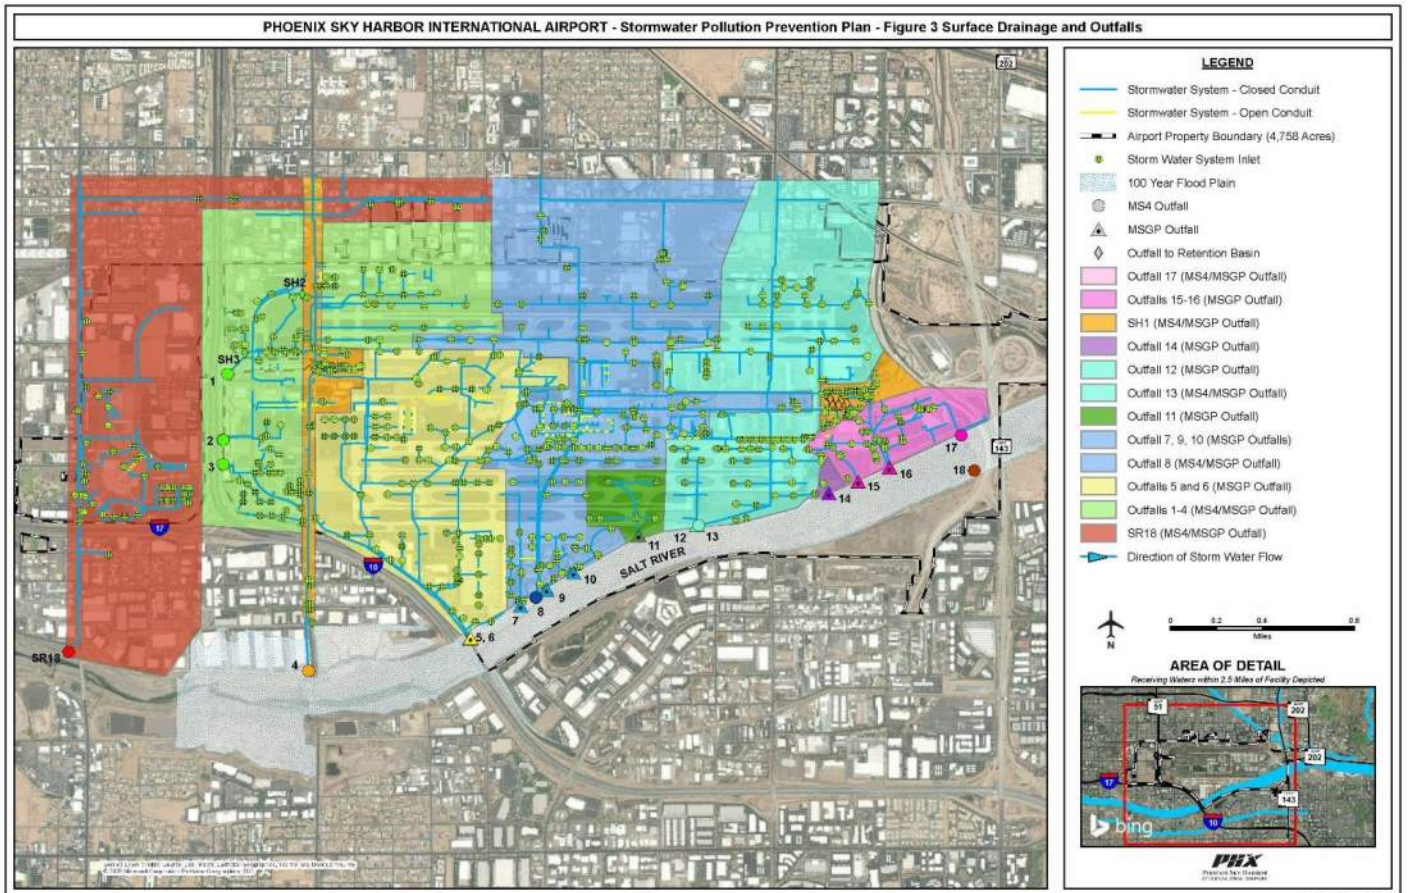 PHOENIX SKY HARBOR INTERNATIONAL AIRPORT - Stormwater Pollution Prevention Plan - Figure 3 Surface Drainage and Outfalls
202
SH2
SH3
1
2
3
17
10
SR18
4
5, 6
7
8
9
10
11
SALT RIVER
12
13
14
15
16
17
18
143
LEGEND
Stormwater System - Closed Conduit
Stormwater System - Open Conduit
Airport Property Boundary (4,758 Acres)
Storm Water System Inlet
100 Year Flood Plain
MS4 Outfall
MSGP Outfall
Outfall to Retention Basin
Outfall 17 (MS4/MSGP Outfall)
Outfalls 15-16 (MSGP Outfall)
SH1 (MS4/MSGP Outfall)
Outfall 14 (MSGP Outfall)
Outfall 12 (MSGP Outfall)
Outfall 13 (MS4/MSGP Outfall)
Outfall 11 (MSGP Outfall)
Outfall 7, 9, 10 (MSGP Outfalls)
Outfall 8 (MS4/MSGP Outfall)
Outfalls 5 and 6 (MSGP Outfall)
Outfalls 1-4 (MS4/MSGP Outfall)
SR18 (MS4/MSGP Outfall)
Direction of Storm Water Flow
N
0 0.2 0.4 0.8
Miles
AREA OF DETAIL
Receiving Waters within 2.5 Miles of Facility Depicted
51
202
202
17
143
10
bing
PHX